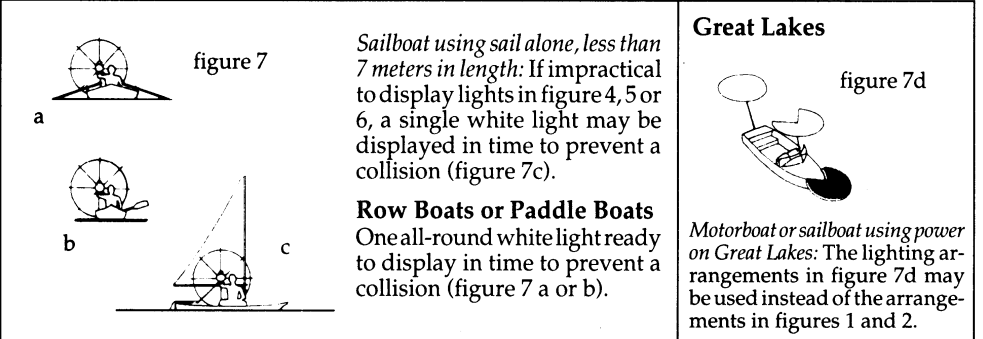 figure 7
a
b
c
Sailboat using sail alone, less than
7 meters in length: If impractical
to display lights in figure 4, 5 or
6, a single white light may be
displayed in time to prevent a
collision (figure 7c).
Row Boats or Paddle Boats
One all-round white light ready
to display in time to prevent a
collision (figure 7 a or b).
Great Lakes
figure 7d
Motorboat or sailboat using power
on Great Lakes: The lighting ar-
rangements in figure 7d may
be used instead of the arrange-
ments in figures 1 and 2.